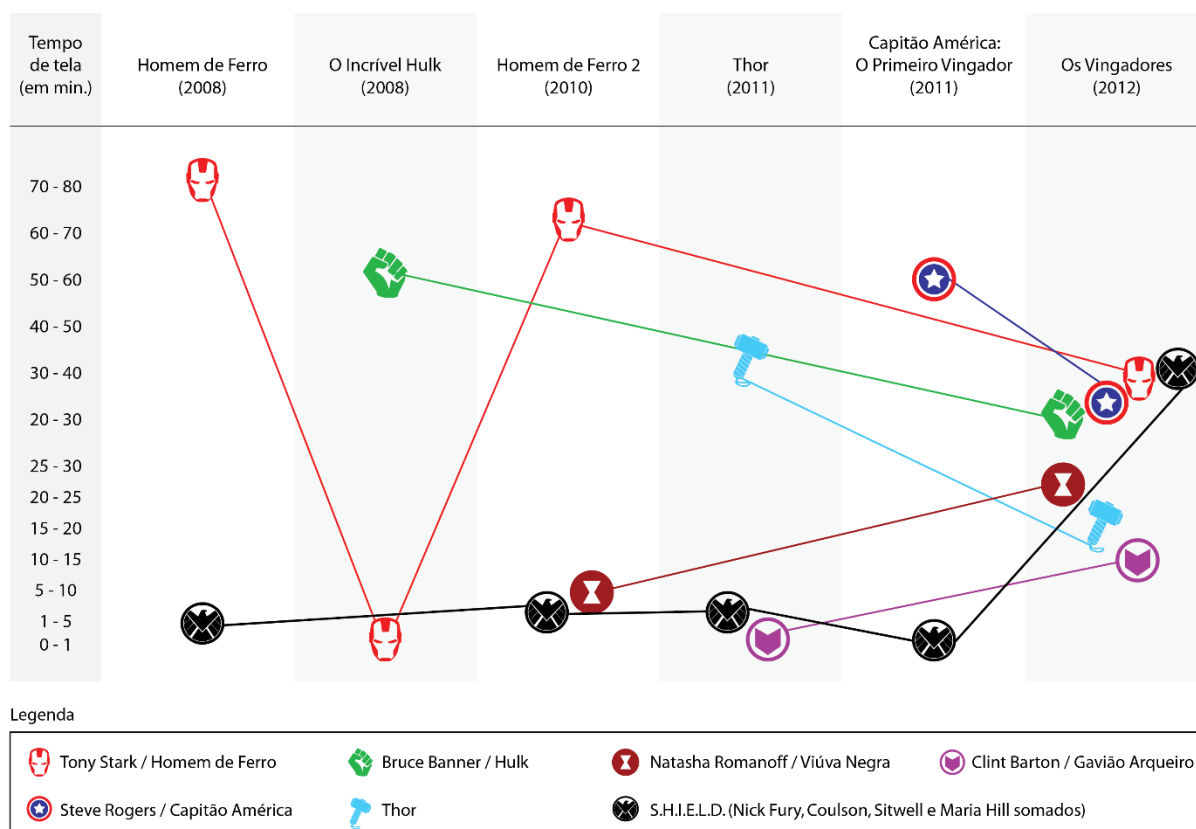 Tempo
de tela
(em min.)
Homem de Ferro
(2008)
O Incrível Hulk
(2008)
Homem de Ferro 2
(2010)
Thor
(2011)
Capitão América:
O Primeiro Vingador
(2011)
Os Vingadores
(2012)
70 - 80
60 - 70
50 - 60
40 - 50
30 - 40
20 - 30
25 - 30
20 - 25
15 - 20
10 - 15
5 - 10
1 - 5
0 - 1
Legenda
Tony Stark / Homem de Ferro
Bruce Banner / Hulk
Natasha Romanoff / Viúva Negra
Clint Barton / Gavião Arqueiro
Steve Rogers / Capitão América
Thor
S.H.I.E.L.D. (Nick Fury, Coulson, Sitwell e Maria Hill somados)